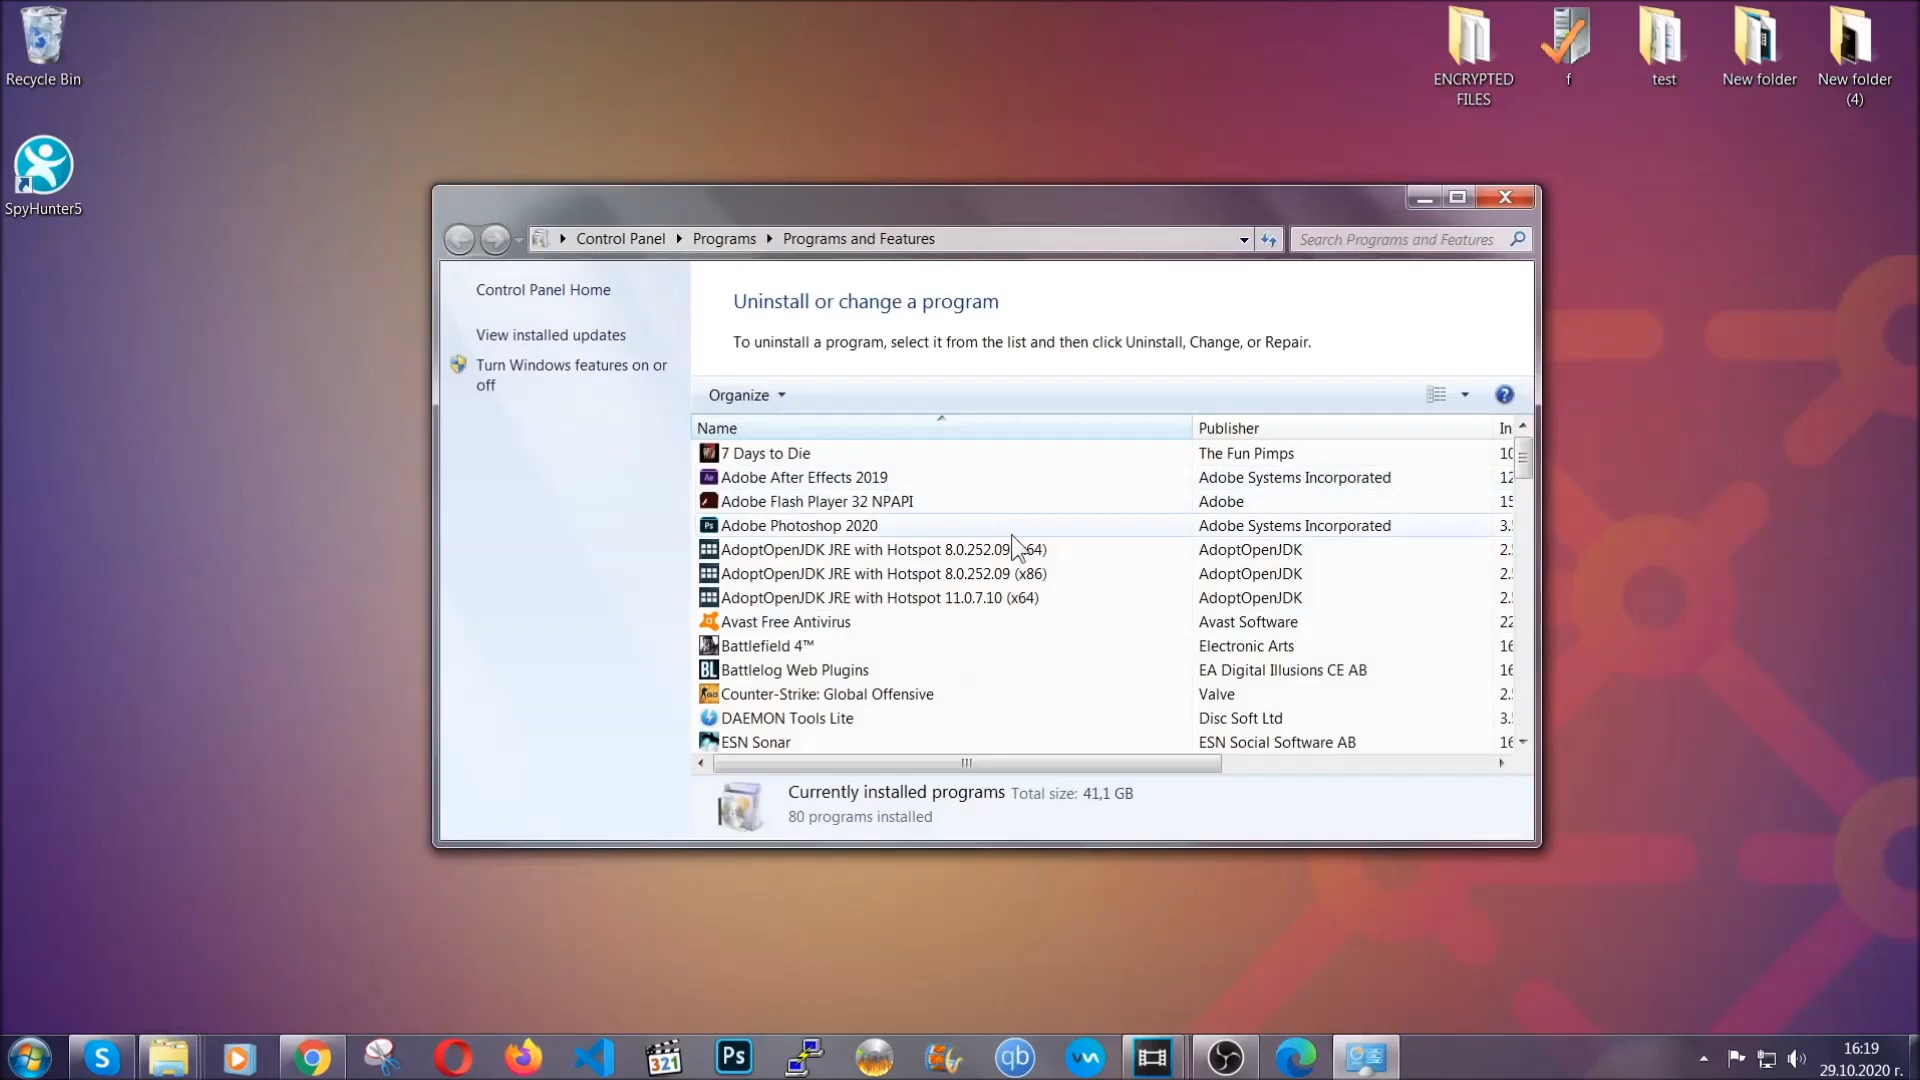 Recycle Bin
SpyHunter5
ENCRYPTED
FILES
f
test
New folder
New folder
(4)
Control Panel Programs Programs and Features
Search Programs and Features
Control Panel Home
View installed updates
Turn Windows features on or
off
Uninstall or change a program
To uninstall a program, select it from the list and then click Uninstall, Change, or Repair.
Organize
Name Publisher In
7 Days to Die The Fun Pimps 10
Adobe After Effects 2019 Adobe Systems Incorporated 12
Adobe Flash Player 32 NPAPI Adobe 15
Adobe Photoshop 2020 Adobe Systems Incorporated 3.
AdoptOpenJDK JRE with Hotspot 8.0.252.09 64) AdoptOpenJDK 2.
AdoptOpenJDK JRE with Hotspot 8.0.252.09 (x86) AdoptOpenJDK 2.
AdoptOpenJDK JRE with Hotspot 11.0.7.10 (x64) AdoptOpenJDK 2.
Avast Free Antivirus Avast Software 22
Battlefield 4™ Electronic Arts 16
Battlelog Web Plugins EA Digital Illusions CE AB 16
Counter-Strike: Global Offensive Valve 2.
DAEMON Tools Lite Disc Soft Ltd 3.
ESN Sonar ESN Social Software AB 16
Currently installed programs Total size: 41,1 GB
80 programs installed
16:19
29.10.2020 г.